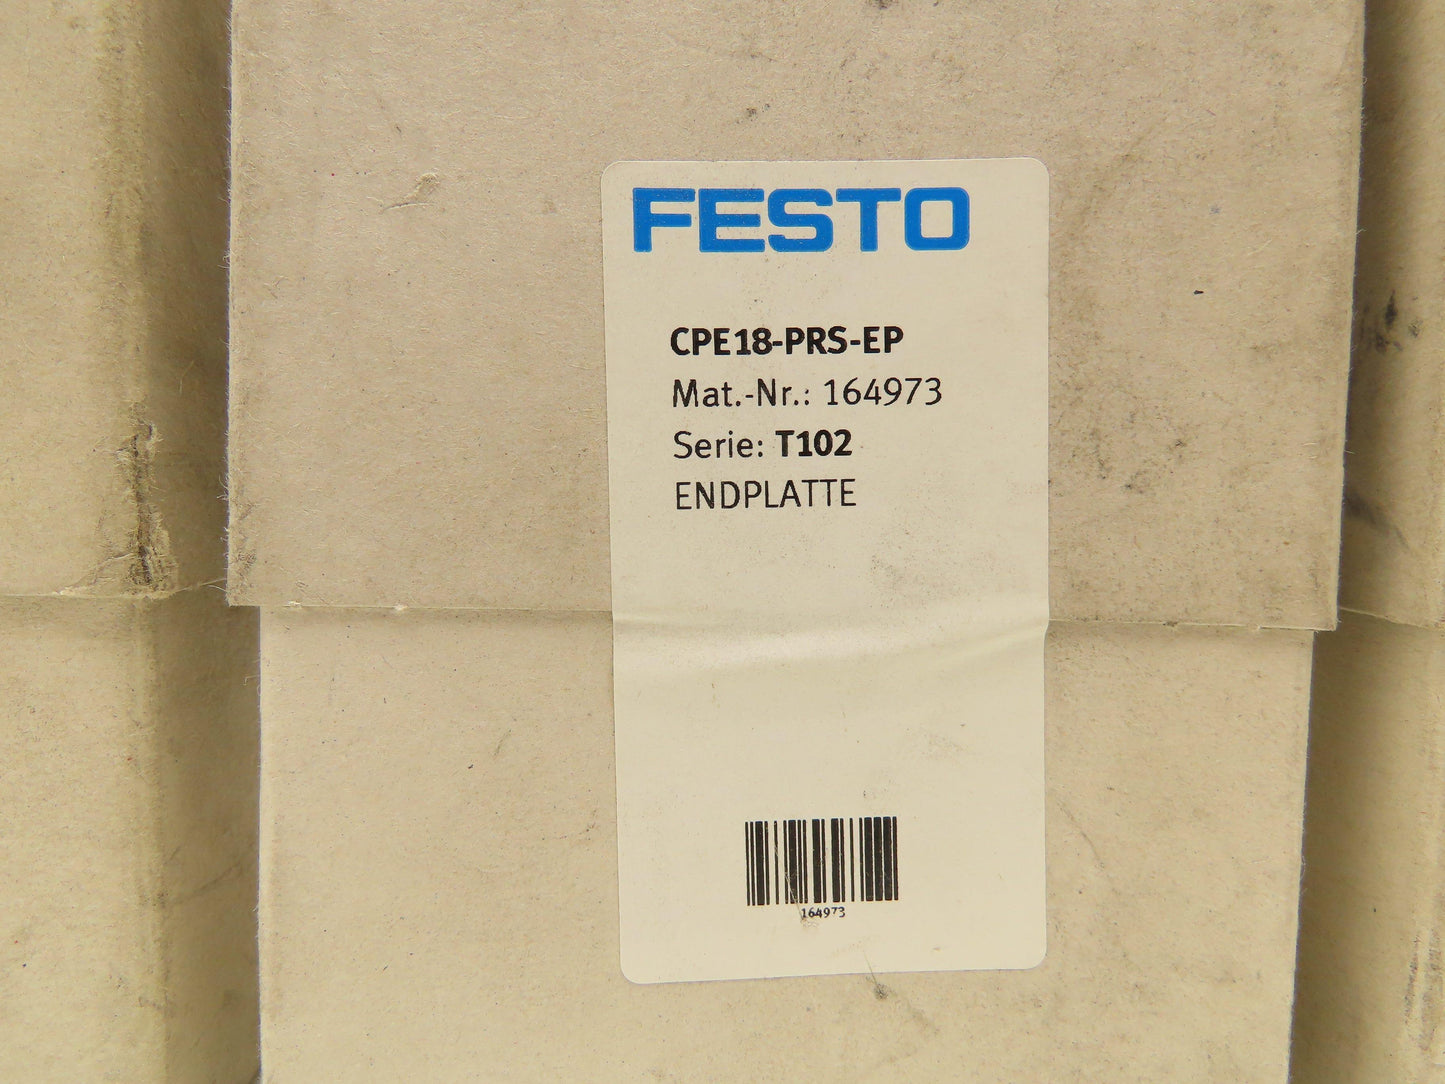 FESTO
CPE18-PRS-EP
Mat.-Nr.: 164973
Serie: T102
ENDPLATTE
164973